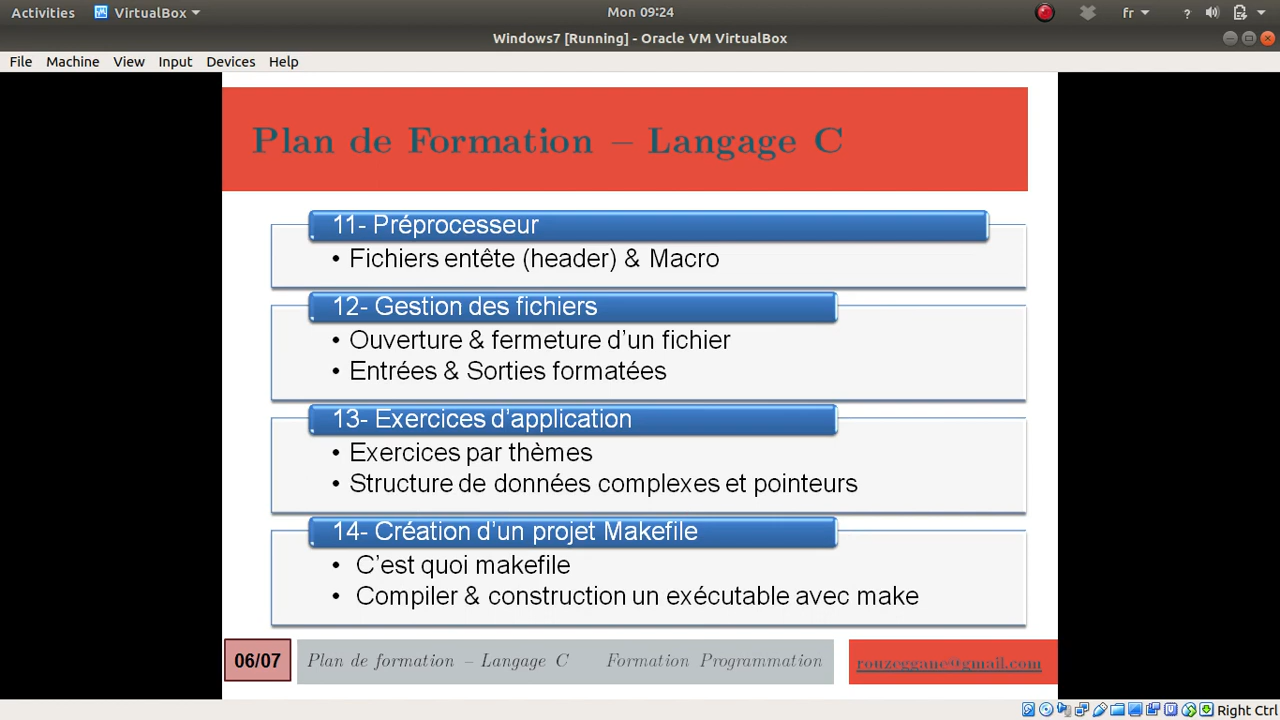 Activities VirtualBox Mon 09:24 fr ?
Windows7 [Running] - Oracle VM VirtualBox
File Machine View Input Devices Help
Plan de Formation – Langage C
11- Préprocesseur
• Fichiers entête (header) & Macro
12- Gestion des fichiers
• Ouverture & fermeture d’un fichier
• Entrées & Sorties formatées
13- Exercices d’application
• Exercices par thèmes
• Structure de données complexes et pointeurs
14- Création d’un projet Makefile
• C’est quoi makefile
• Compiler & construction un exécutable avec make
06/07 Plan de formation – Langage C Formation Programmation rouzeggane@gmail.com
Right Ctrl